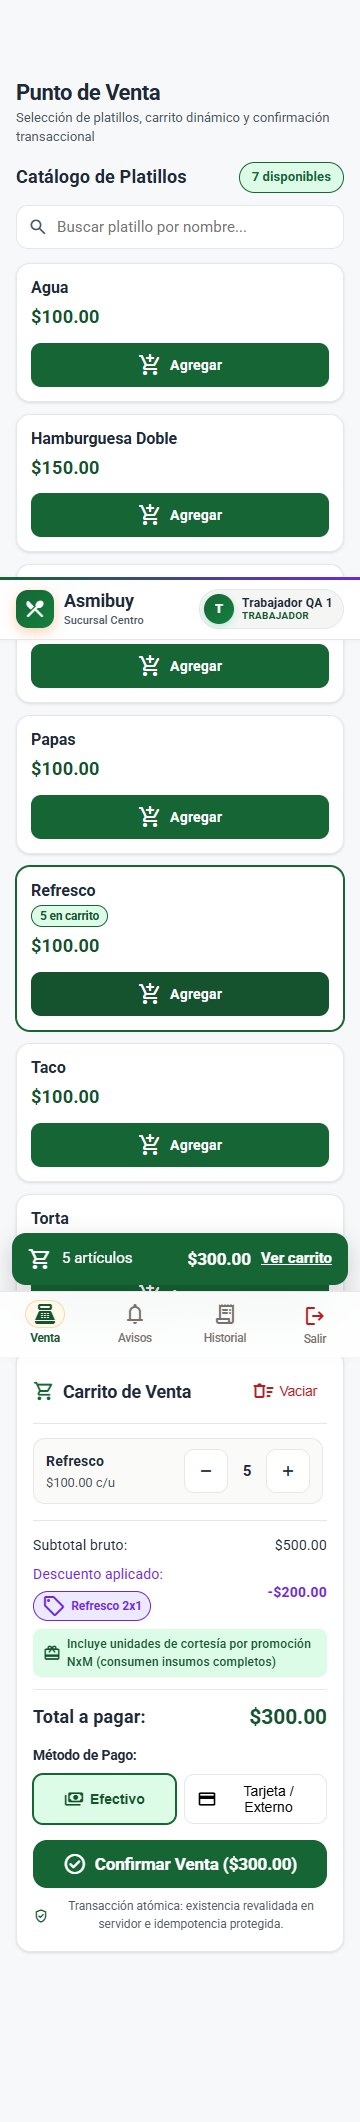 Punto de Venta
Selección de platillos, carrito dinámico y confirmación
transaccional
Catálogo de Platillos
7 disponibles
Buscar platillo por nombre...
Agua
$100.00
Agregar
Hamburguesa Doble
$150.00
Agregar
Asmibuy
Sucursal Centro
T
Trabajador QA 1
TRABAJADOR
Agregar
Papas
$100.00
Agregar
Refresco
5 en carrito
$100.00
Agregar
Taco
$100.00
Agregar
Torta
5 artículos
$300.00
Ver carrito
Venta
Avisos
Historial
Salir
Carrito de Venta
Vaciar
Refresco
$100.00 c/u
5
Subtotal bruto:
$500.00
Descuento aplicado:
Refresco 2x1
-$200.00
Incluye unidades de cortesía por promoción
NxM (consumen insumos completos)
Total a pagar:
$300.00
Método de Pago:
Efectivo
Tarjeta /
Externo
Confirmar Venta ($300.00)
Transacción atómica: existencia revalidada en
servidor e idempotencia protegida.